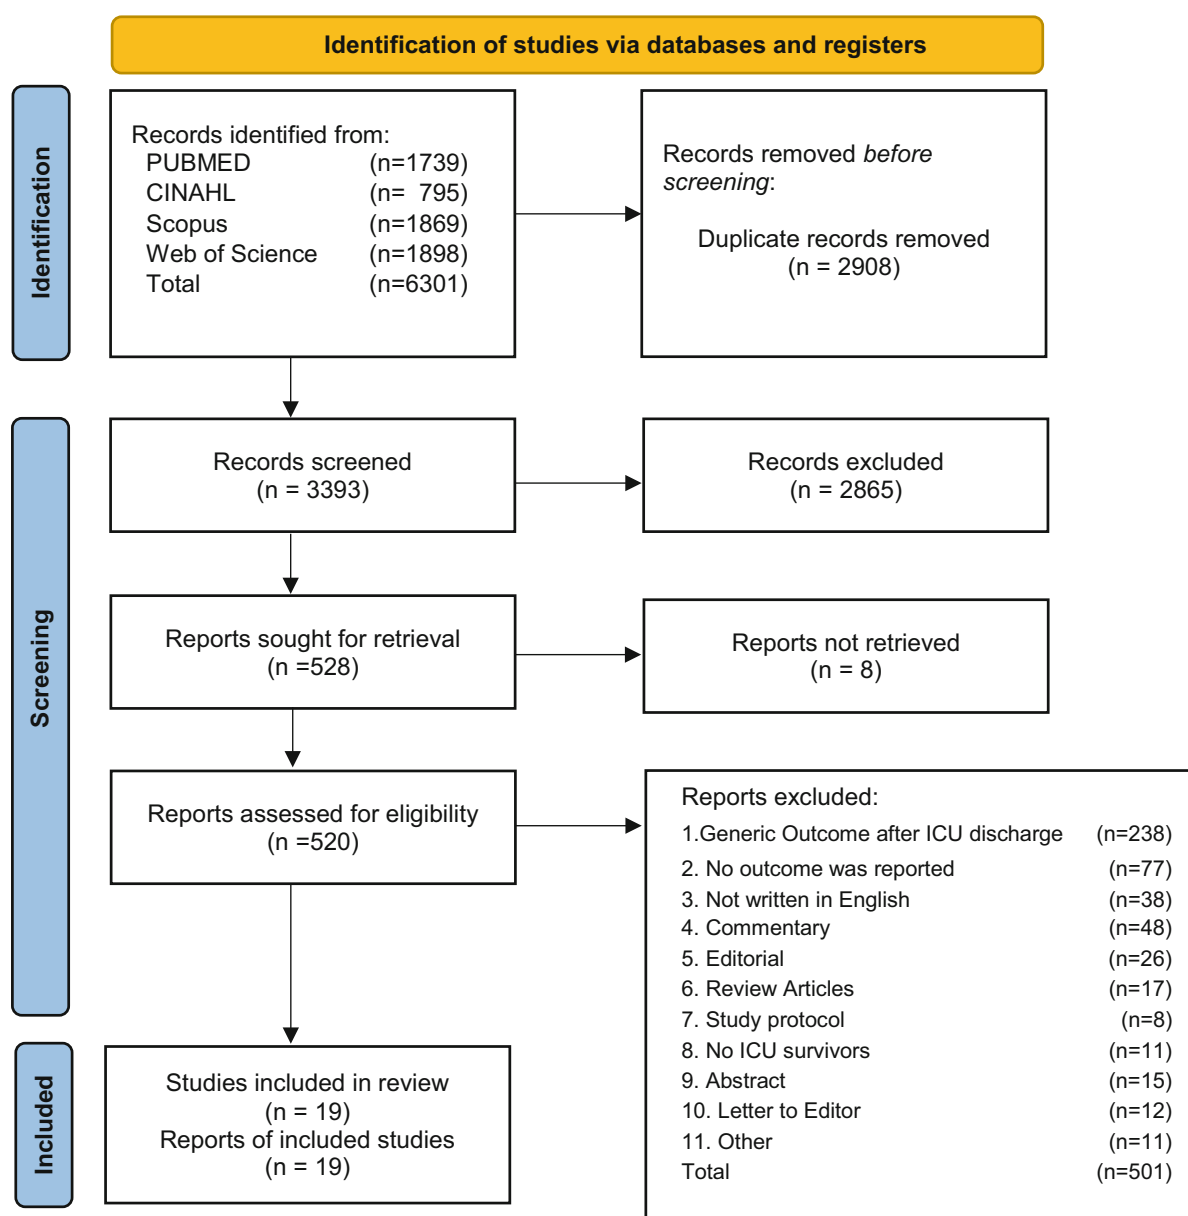 Identification of studies via databases and registers
Identification
Records identified from:
PUBMED (n=1739)
CINAHL (n= 795)
Scopus (n=1869)
Web of Science (n=1898)
Total (n=6301)
Records removed before
screening:
Duplicate records removed
(n = 2908)
Screening
Records screened
(n = 3393)
Records excluded
(n = 2865)
Reports sought for retrieval
(n =528)
Reports not retrieved
(n = 8)
Reports assessed for eligibility
(n =520)
Reports excluded:
1.Generic Outcome after ICU discharge (n=238)
2. No outcome was reported (n=77)
3. Not written in English (n=38)
4. Commentary (n=48)
5. Editorial (n=26)
6. Review Articles (n=17)
7. Study protocol (n=8)
8. No ICU survivors (n=11)
9. Abstract (n=15)
10. Letter to Editor (n=12)
11. Other (n=11)
Total (n=501)
Included
Studies included in review
(n = 19)
Reports of included studies
(n = 19)